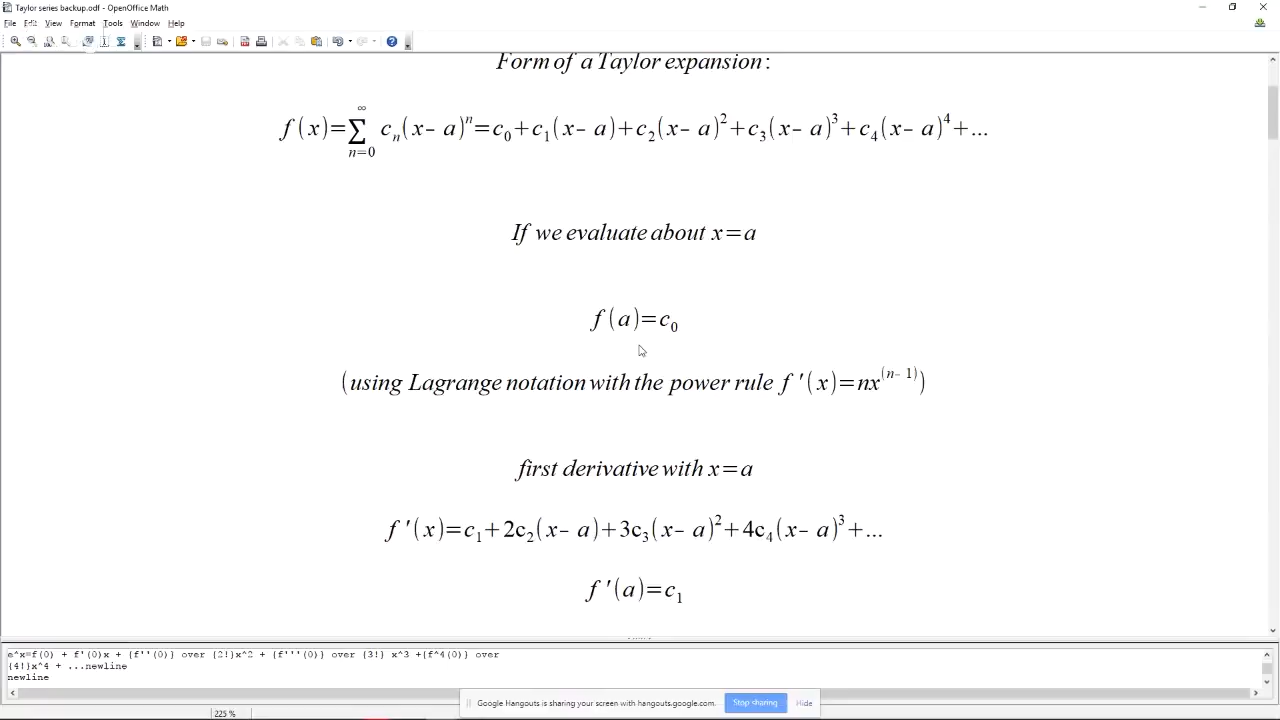 Taylor series backup.odf - OpenOffice Math
File Edit View Format Tools Window Help
Form of a Taylor expansion:
f(x)=∑_{n=0}^{∞} c_n(x−a)^n=c_0+c_1(x−a)+c_2(x−a)^2+c_3(x−a)^3+c_4(x−a)^4+...
If we evaluate about x=a
f(a)=c_0
(using Lagrange notation with the power rule f'(x)=nx^{(n−1)})
first derivative with x=a
f'(x)=c_1+2c_2(x−a)+3c_3(x−a)^2+4c_4(x−a)^3+...
f'(a)=c_1
e^x=f(0) + f'(0)x + {f''(0)} over {2!}x^2 + {f'''(0)} over {3!} x^3 +{f^4(0)} over
{4!}x^4 + ...newline
newline
Google Hangouts is sharing your screen with hangouts.google.com. Stop sharing Hide
225 %